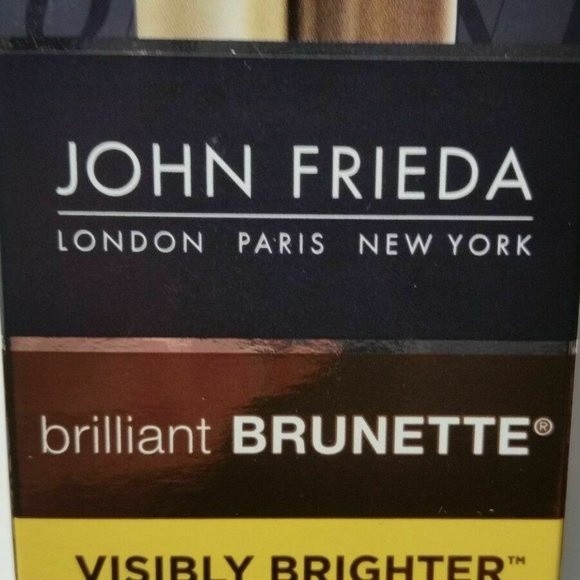 JOHN FRIEDA
LONDON PARIS NEW YORK
brilliant BRUNETTE®
VISIBLY BRIGHTER™